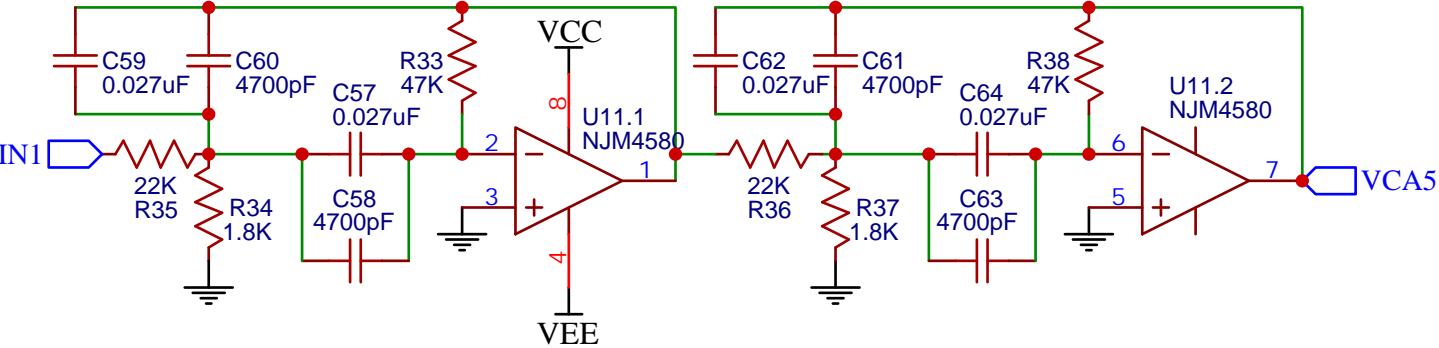 C59
0.027uF
C60
4700pF
R33
47K
VCC
8
U11.1
NJM4580
C57
0.027uF
IN1
22K
R35
R34
1.8K
C58
4700pF
2
3
1
4
VEE
C62
0.027uF
C61
4700pF
R38
47K
U11.2
NJM4580
C64
0.027uF
22K
R36
R37
1.8K
C63
4700pF
6
5
7
VCA5